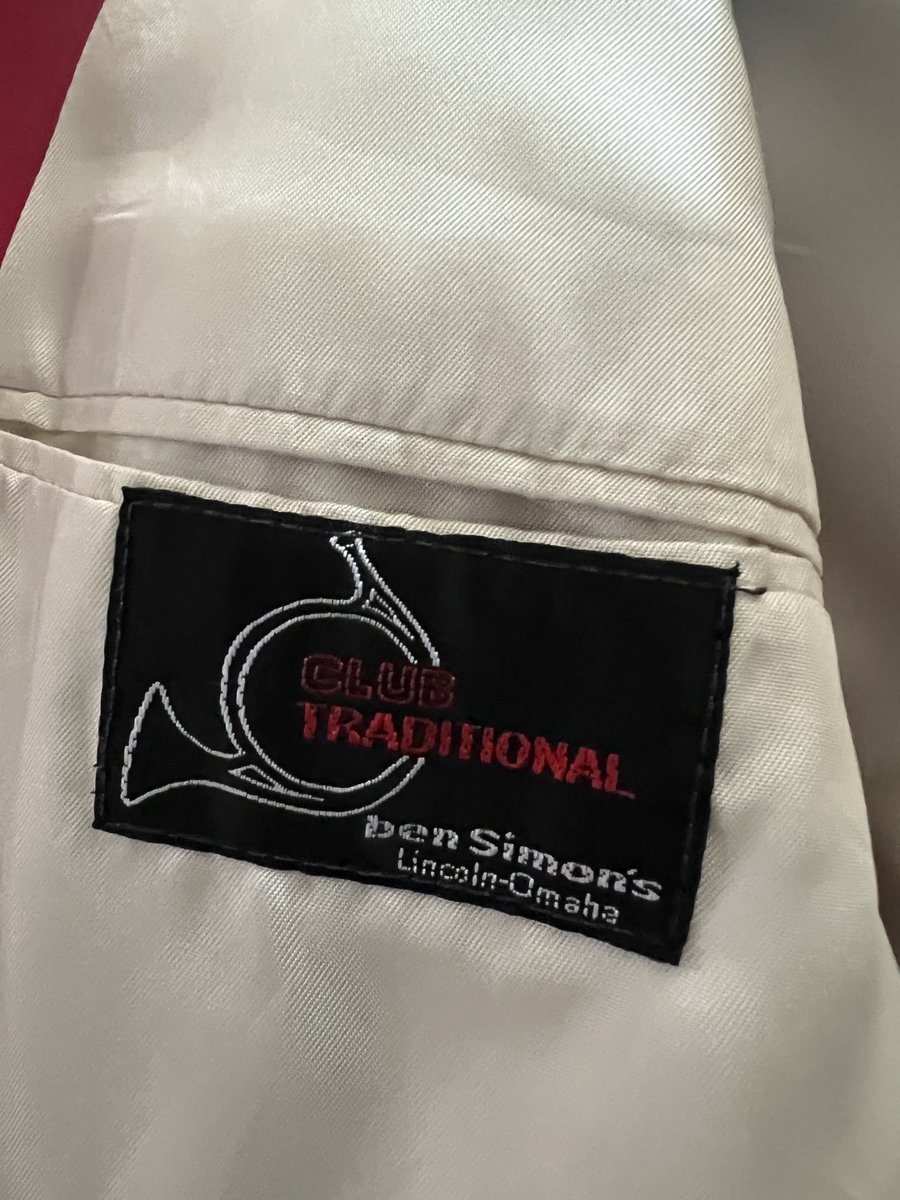 CLUB
TRADITIONAL
ben Simon's
Lincoln-Omaha